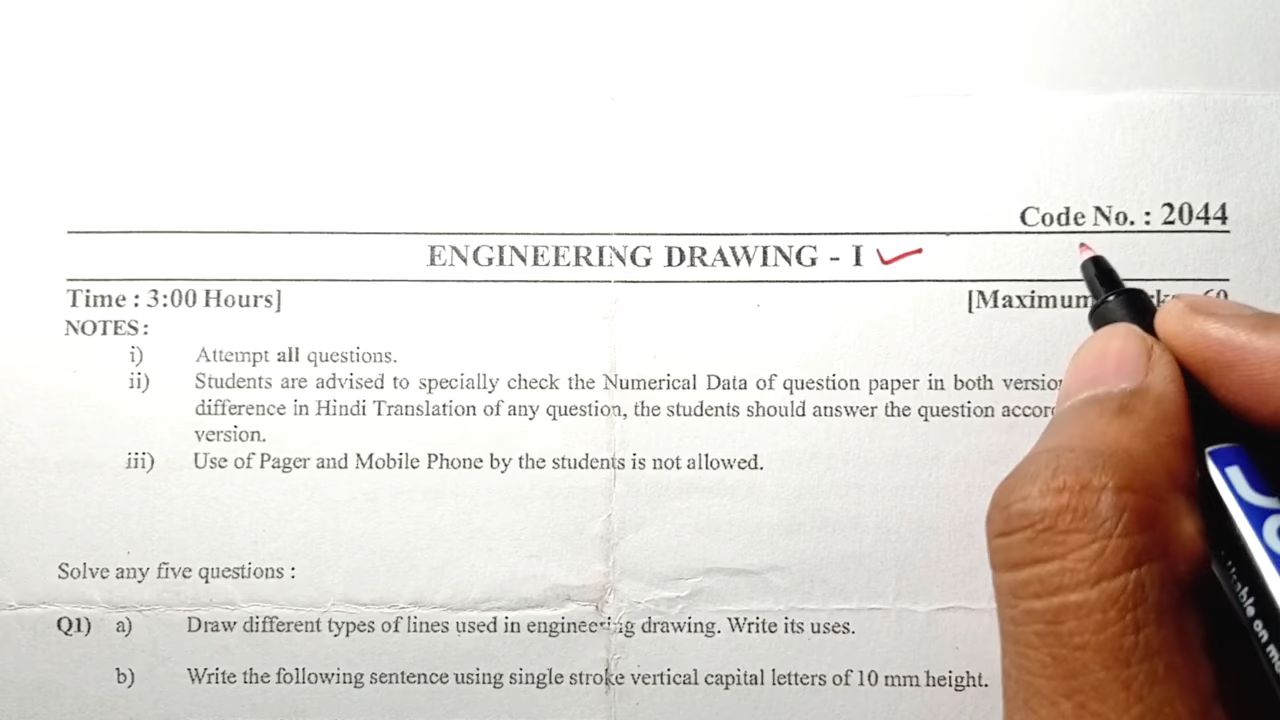 Code No. : 2044
ENGINEERING DRAWING - I
Time : 3:00 Hours]
[Maximum 60
NOTES :
i) Attempt all questions.
ii) Students are advised to specially check the Numerical Data of question paper in both
difference in Hindi Translation of any question, the students should answer the question
version.
iii) Use of Pager and Mobile Phone by the students is not allowed.
Solve any five questions :
Q1) a) Draw different types of lines used in engineering drawing. Write its uses.
b) Write the following sentence using single stroke vertical capital letters of 10 mm height.